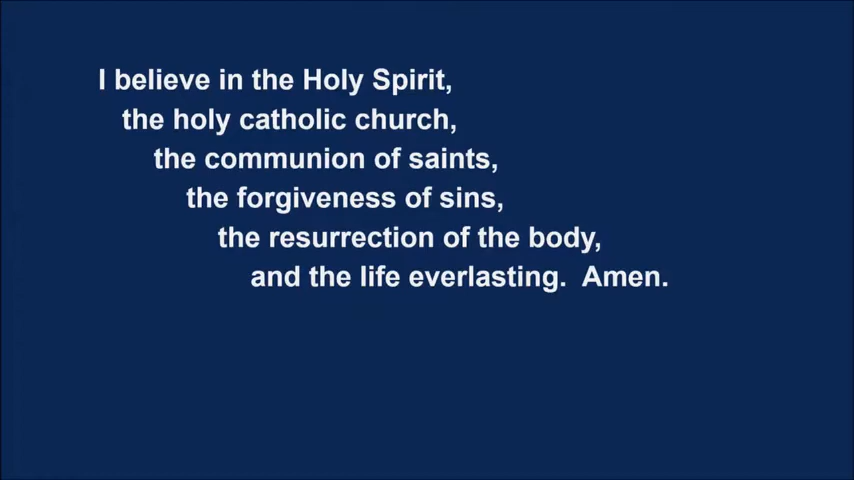 I believe in the Holy Spirit,
the holy catholic church,
the communion of saints,
the forgiveness of sins,
the resurrection of the body,
and the life everlasting.  Amen.